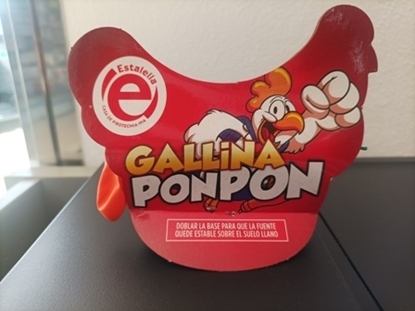 Estalella
e
GALLINA
PONPON
DOBLAR LA BASE PARA QUE LA FUENTE
QUEDE ESTABLE SOBRE EL SUELO LLANO